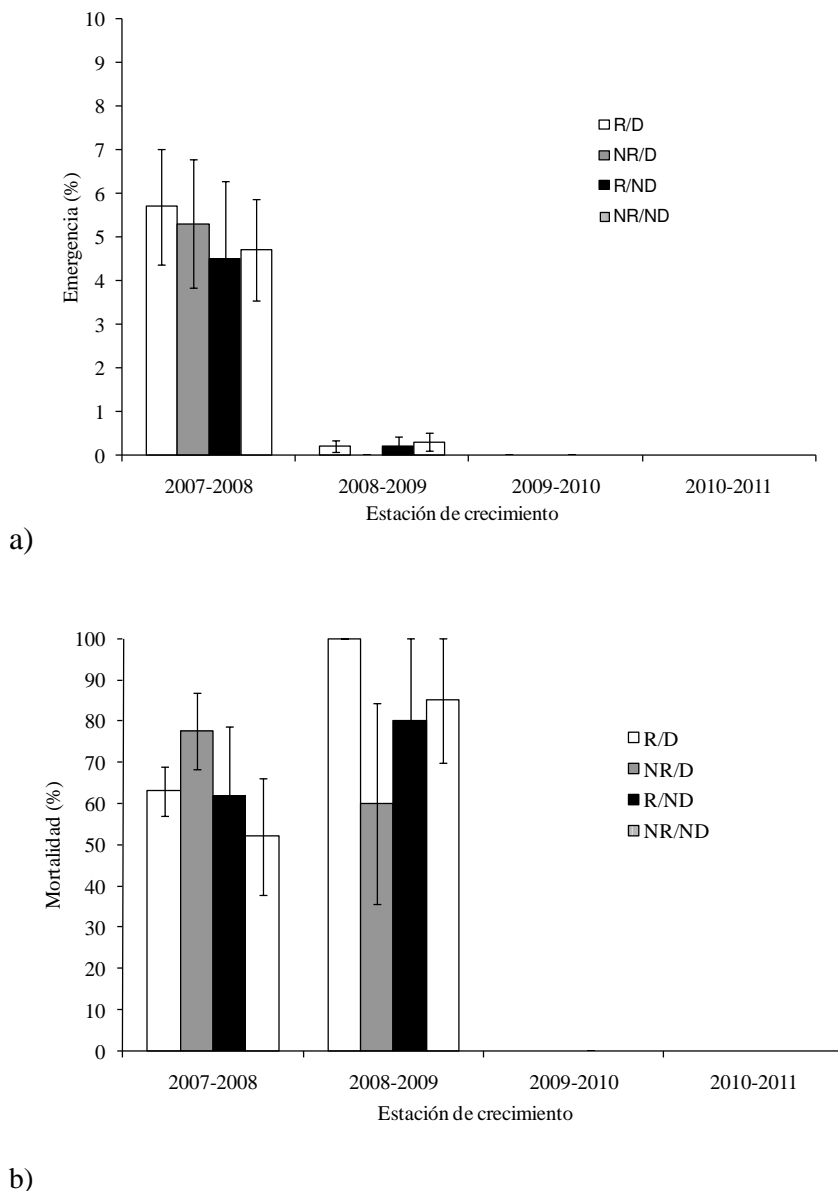 10
9
8
7
6
5
4
3
2
1
0
Emergencia (%)
R/D
NR/D
R/ND
NR/ND
2007-2008 2008-2009 2009-2010 2010-2011
Estación de crecimiento
a)
100
90
80
70
60
50
40
30
20
10
0
Mortalidad (%)
R/D
NR/D
R/ND
NR/ND
2007-2008 2008-2009 2009-2010 2010-2011
Estación de crecimiento
b)